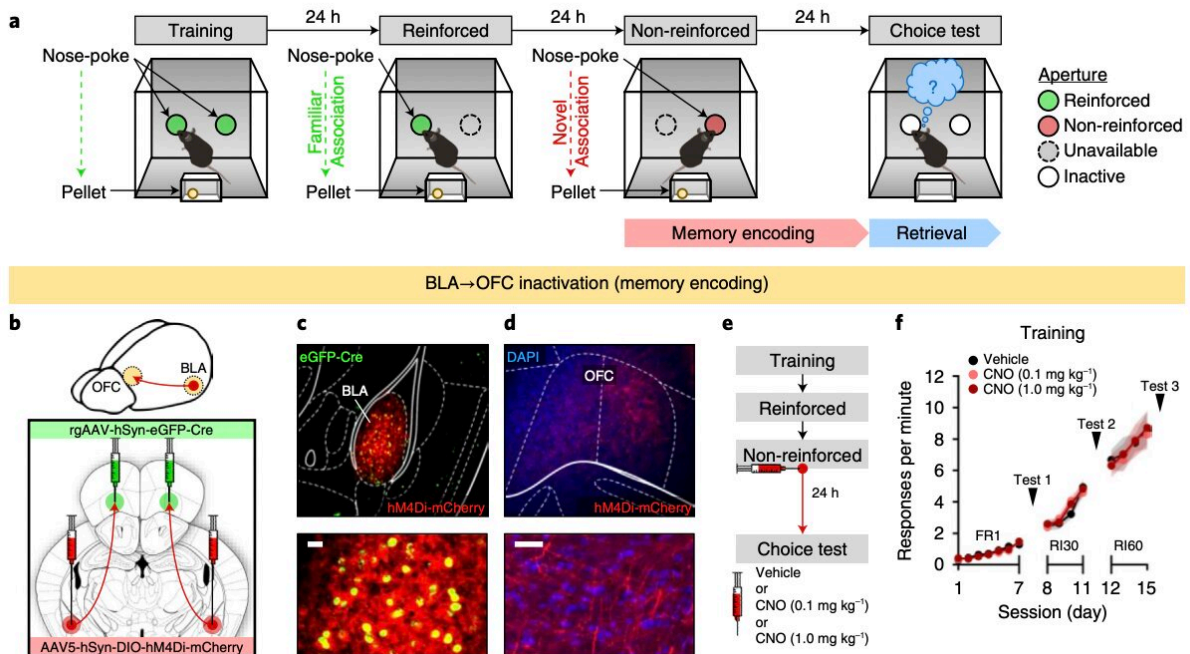 a
24 h
24 h
24 h
Training
Reinforced
Non-reinforced
Choice test
Nose-poke
Nose-poke
Nose-poke
Familiar
Association
Novel
Association
?
Pellet
Pellet
Pellet
Aperture
Reinforced
Non-reinforced
Unavailable
Inactive
Memory encoding
Retrieval
BLA→OFC inactivation (memory encoding)
b
OFC
BLA
rgAAV-hSyn-eGFP-Cre
AAV5-hSyn-DIO-hM4Di-mCherry
c
eGFP-Cre
BLA
hM4Di-mCherry
d
DAPI
OFC
hM4Di-mCherry
e
Training
Reinforced
Non-reinforced
24 h
Choice test
Vehicle
or
CNO (0.1 mg kg⁻¹)
or
CNO (1.0 mg kg⁻¹)
f
Training
Vehicle
CNO (0.1 mg kg⁻¹)
CNO (1.0 mg kg⁻¹)
Test 3
Test 2
Test 1
Responses per minute
12
10
8
6
4
2
0
FR1
RI30
RI60
1
7
8
11
12
15
Session (day)